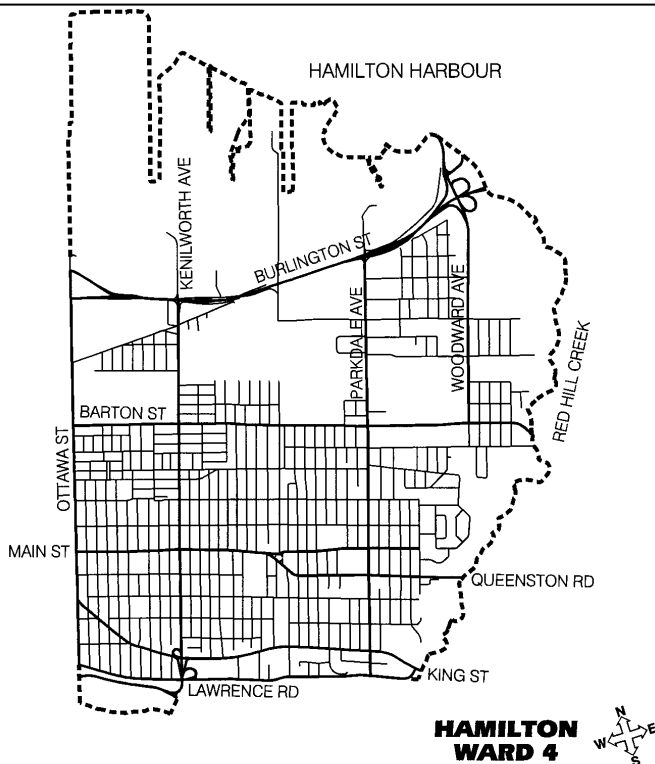 HAMILTON HARBOUR
KENILWORTH AVE
BURLINGTON ST
PARKDALE AVE
WOODWARD AVE
RED HILL CREEK
BARTON ST
OTTAWA ST
MAIN ST
QUEENSTON RD
KING ST
LAWRENCE RD
HAMILTON
WARD 4
N
W E
S